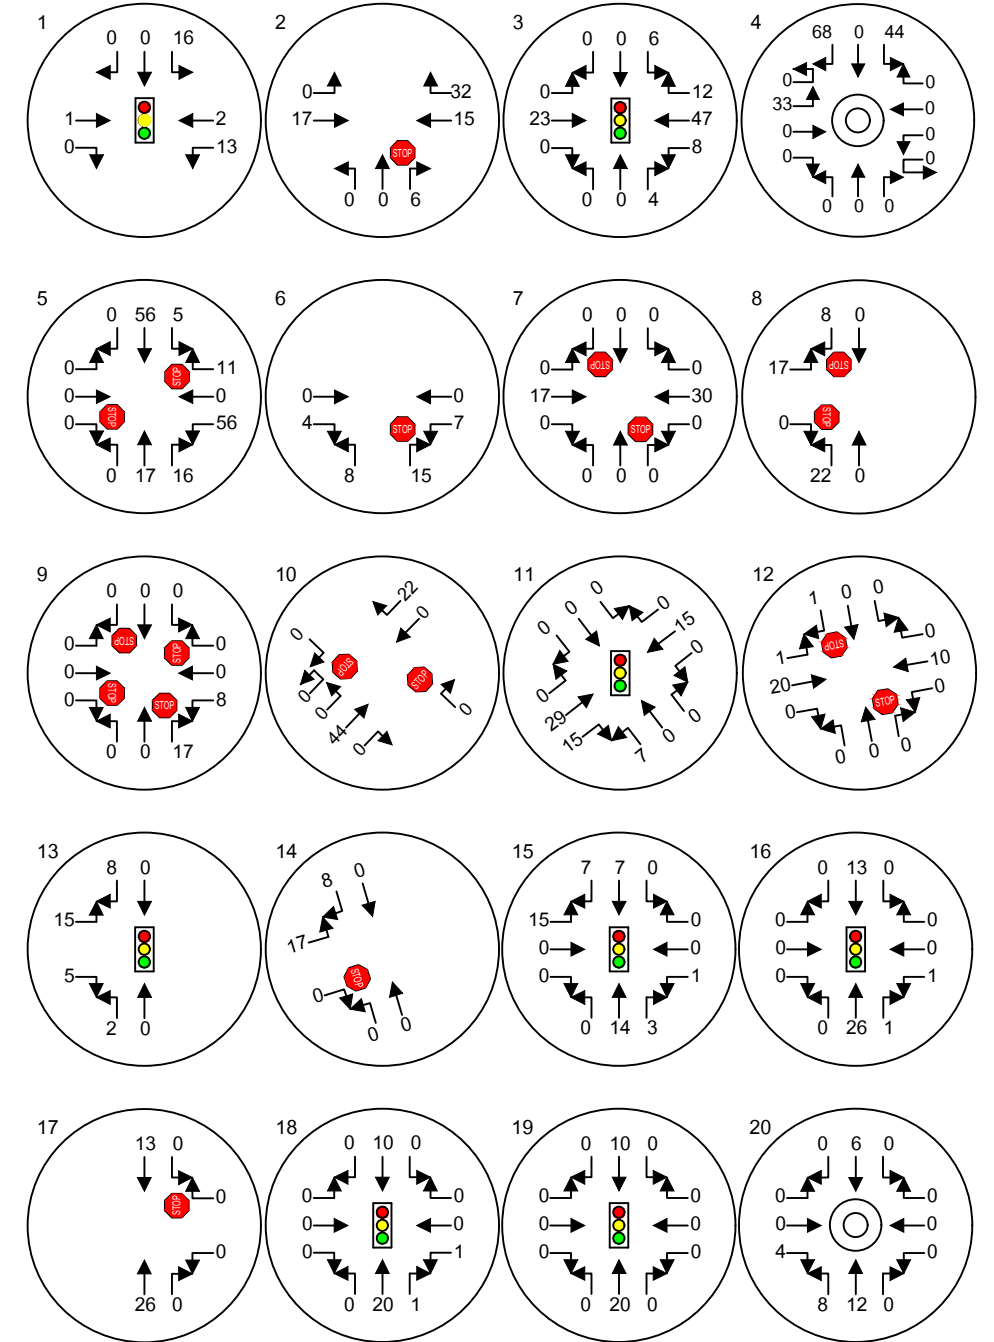 1
0 0 16
1 2
0 13
2
0 32
17 15
STOP
0 0 6
3
0 0 6
0 12
23 47
0 8
0 0 4
4
68 0 44
0 0
33 0
0 0
0 0
0 0 0
5
0 56 5
0 11
STOP
0 0
STOP
0 56
0 17 16
6
0 0
4 7
STOP
8 15
7
0 0 0
STOP
0 0
17 30
0 0
STOP
0 0 0
8
8 0
STOP
17
STOP
0
22 0
9
0 0 0
STOP
0 0
STOP
0 0
STOP
0 8
STOP
0 0 17
10
22
0
0
STOP
STOP
0
0
0
44
0
11
0 0
0 15
0 0
0 0
29 0
15 7
12
1 0 0
0
STOP
1 10
20 0
STOP
0
0 0 0
13
8 0
15
5
2 0
14
8 0
17
STOP
0
0 0
15
7 7 0
15 0
0 0
0 1
0 14 3
16
0 13 0
0 0
0 0
0 1
0 26 1
17
13 0
0
STOP
0
26 0
18
0 10 0
0 0
0 0
0 1
0 20 1
19
0 10 0
0 0
0 0
0 0
0 20 0
20
0 6 0
0 0
0 0
4 0
8 12 0